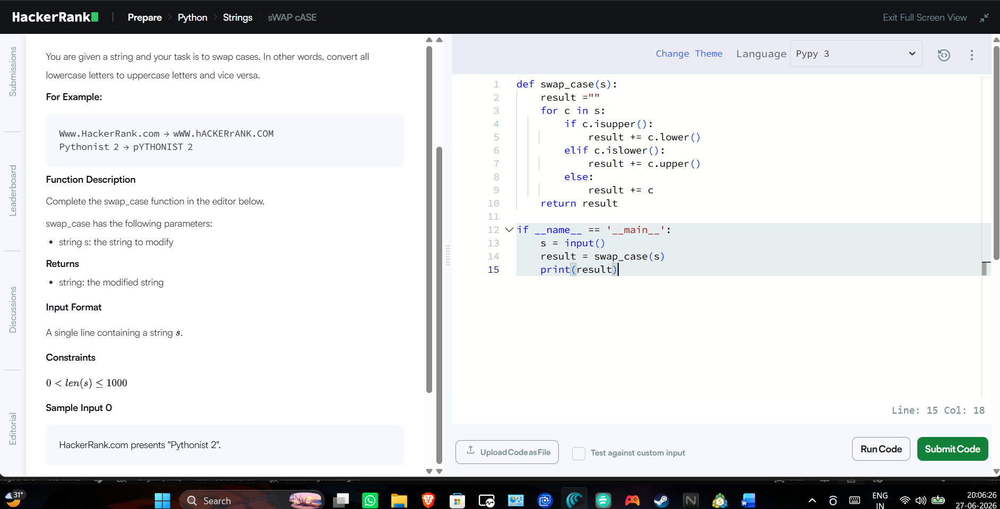 HackerRank
Prepare
Python
Strings
sWAP cASE
Exit Full Screen View
Submissions
Leaderboard
Discussions
Editorial
You are given a string and your task is to swap cases. In other words, convert all
lowercase letters to uppercase letters and vice versa.
For Example:
Www.HackerRank.com → wWW.hACKERrANK.COM
Pythonist 2 → pYTHONIST 2
Function Description
Complete the swap_case function in the editor below.
swap_case has the following parameters:
• string s: the string to modify
Returns
• string: the modified string
Input Format
A single line containing a string s.
Constraints
0 < len(s) ≤ 1000
Sample Input 0
HackerRank.com presents "Pythonist 2".
Change Theme
Language
Pypy 3
1 def swap_case(s):
2     result =""
3     for c in s:
4         if c.isupper():
5             result += c.lower()
6         elif c.islower():
7             result += c.upper()
8         else:
9             result += c
10     return result
11
12 if __name__ == '__main__':
13     s = input()
14     result = swap_case(s)
15     print(result)
Line: 15 Col: 18
Upload Code as File
Test against custom input
Run Code
Submit Code
31°
Search
ENG
IN
20:06:26
27-06-2026